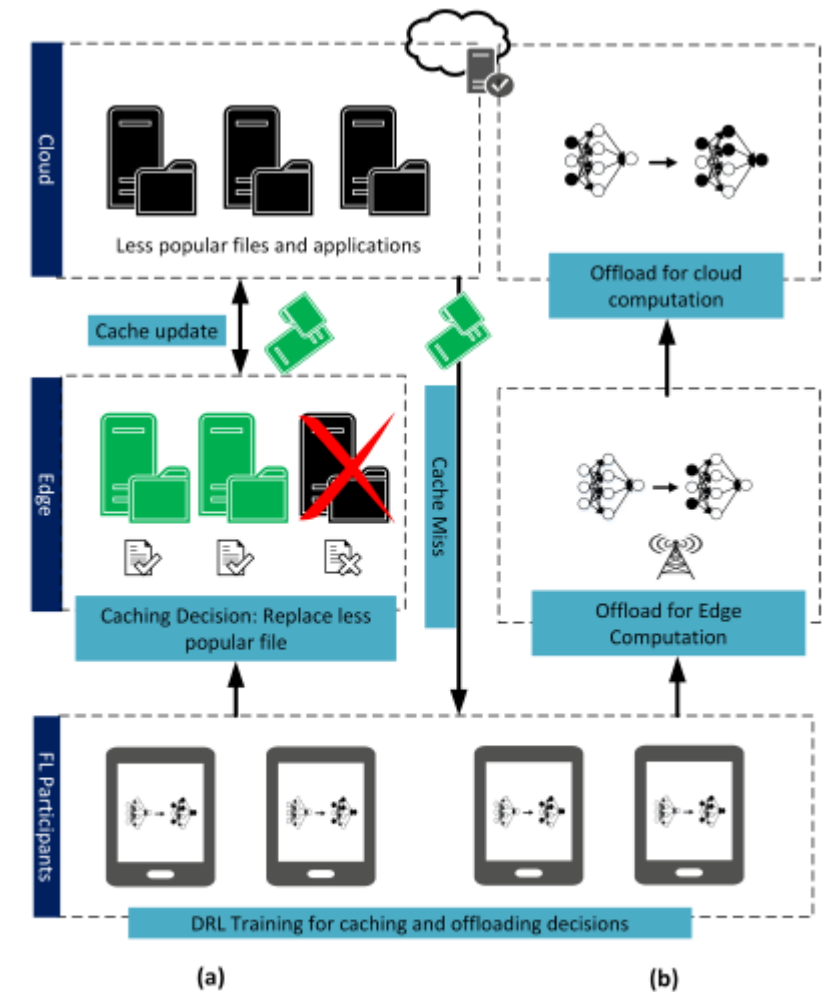 Cloud
Less popular files and applications
Offload for cloud
computation
Cache update
Cache Miss
Edge
Caching Decision: Replace less
popular file
Offload for Edge
Computation
FL Participants
DRL Training for caching and offloading decisions
(a)
(b)